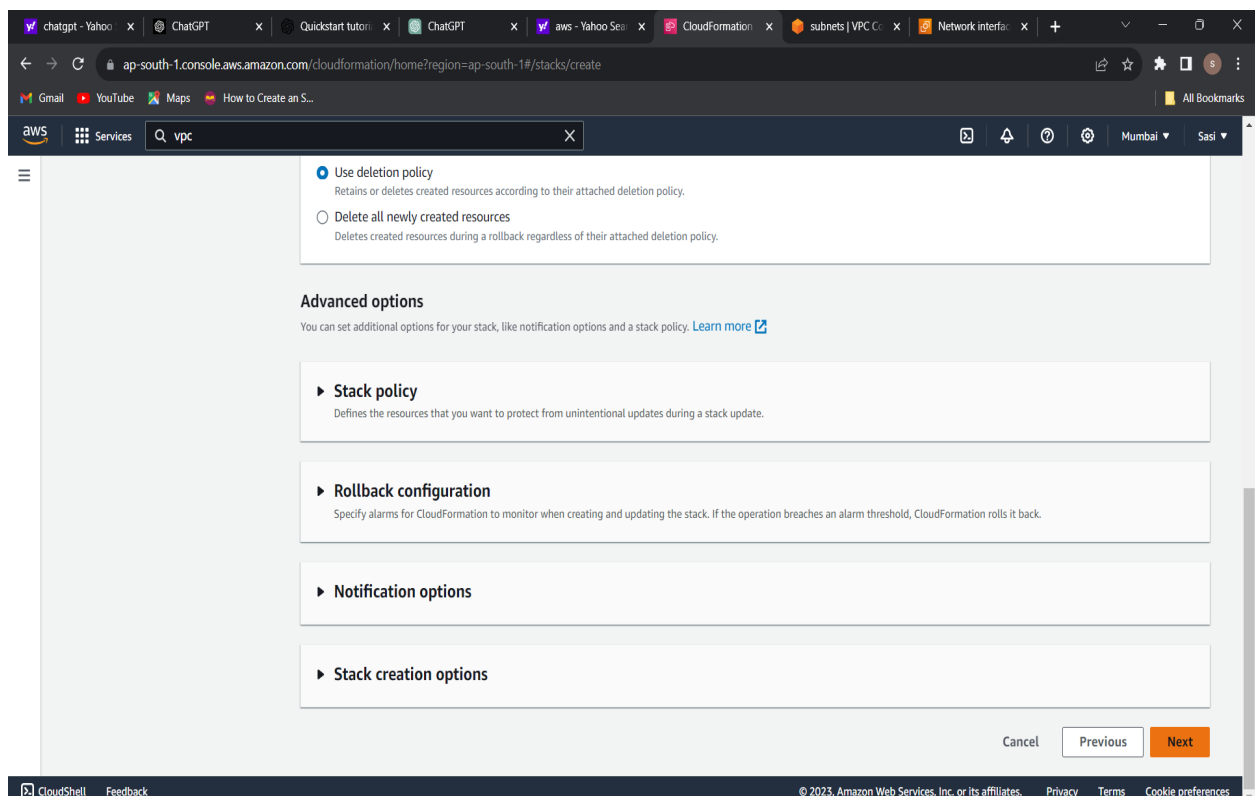 chatgpt - Yahoo
ChatGPT
Quickstart tutori
ChatGPT
aws - Yahoo Sea
CloudFormation
subnets | VPC Co
Network interfac
ap-south-1.console.aws.amazon.com/cloudformation/home?region=ap-south-1#/stacks/create
S
Gmail
YouTube
Maps
How to Create an S...
All Bookmarks
aws
Services
vpc
Mumbai ▼
Sasi ▼
Use deletion policy
Retains or deletes created resources according to their attached deletion policy.
Delete all newly created resources
Deletes created resources during a rollback regardless of their attached deletion policy.
Advanced options
You can set additional options for your stack, like notification options and a stack policy. Learn more
Stack policy
Defines the resources that you want to protect from unintentional updates during a stack update.
Rollback configuration
Specify alarms for CloudFormation to monitor when creating and updating the stack. If the operation breaches an alarm threshold, CloudFormation rolls it back.
Notification options
Stack creation options
Cancel
Previous
Next
CloudShell
Feedback
© 2023, Amazon Web Services, Inc. or its affiliates.
Privacy
Terms
Cookie preferences